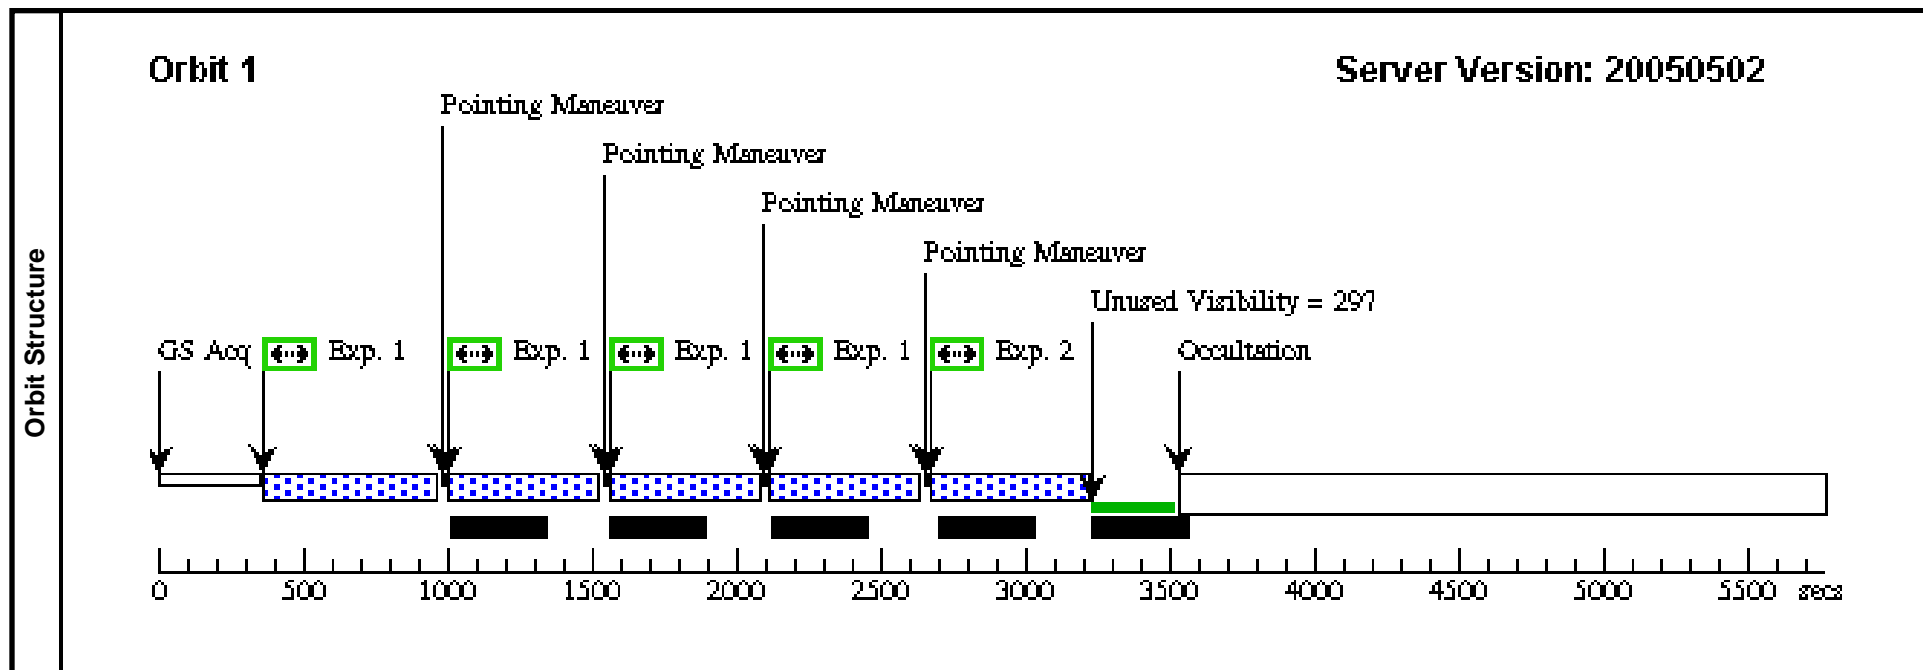 Orbit Structure
Orbit 1
Server Version: 20050502
Pointing Maneuver
Pointing Maneuver
Pointing Maneuver
Pointing Maneuver
Unused Visibility = 297
GS Acq
Exp. 1
Exp. 1
Exp. 1
Exp. 1
Exp. 2
Occultation
0 500 1000 1500 2000 2500 3000 3500 4000 4500 5000 5500 secs